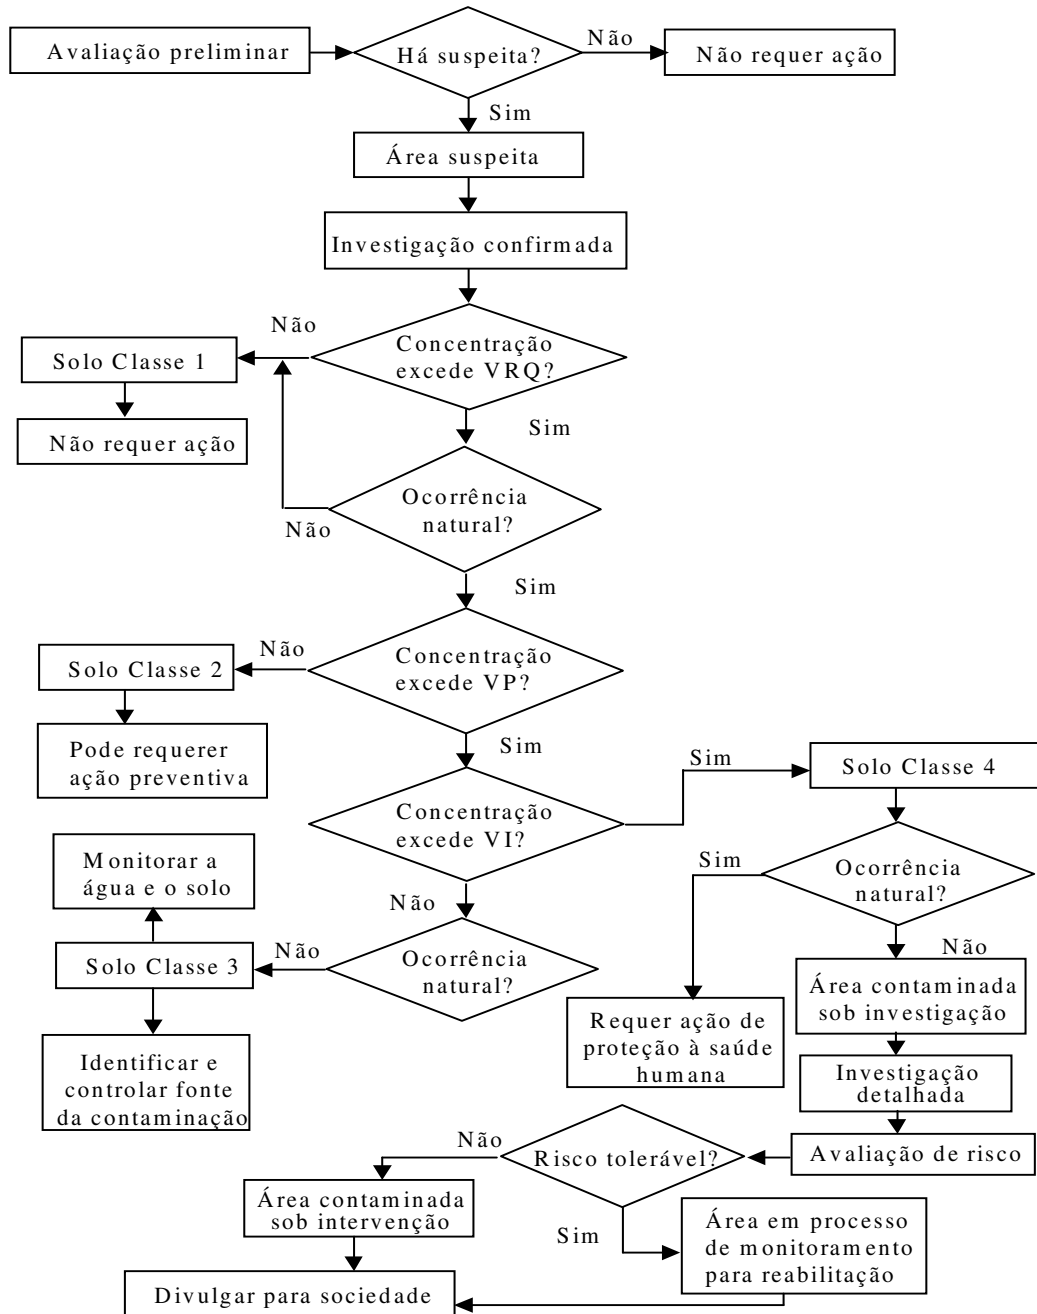 Avaliação preliminar
Há suspeita?
Não
Não requer ação
Sim
Área suspeita
Investigação confirmada
Não
Concentração
excede VRQ?
Solo Classe 1
Sim
Não requer ação
Ocorrência
natural?
Não
Sim
Não
Concentração
excede VP?
Solo Classe 2
Sim
Pode requerer
ação preventiva
Sim
Solo Classe 4
Concentração
excede VI?
Monitorar a
água e o solo
Sim
Ocorrência
natural?
Não
Não
Ocorrência
natural?
Não
Solo Classe 3
Área contaminada
sob investigação
Requer ação de
proteção à saúde
humana
Identificar e
controlar fonte
da contaminação
Investigação
detalhada
Não
Risco tolerável?
Avaliação de risco
Área contaminada
sob intervenção
Sim
Área em processo
de monitoramento
para reabilitação
Divulgar para sociedade